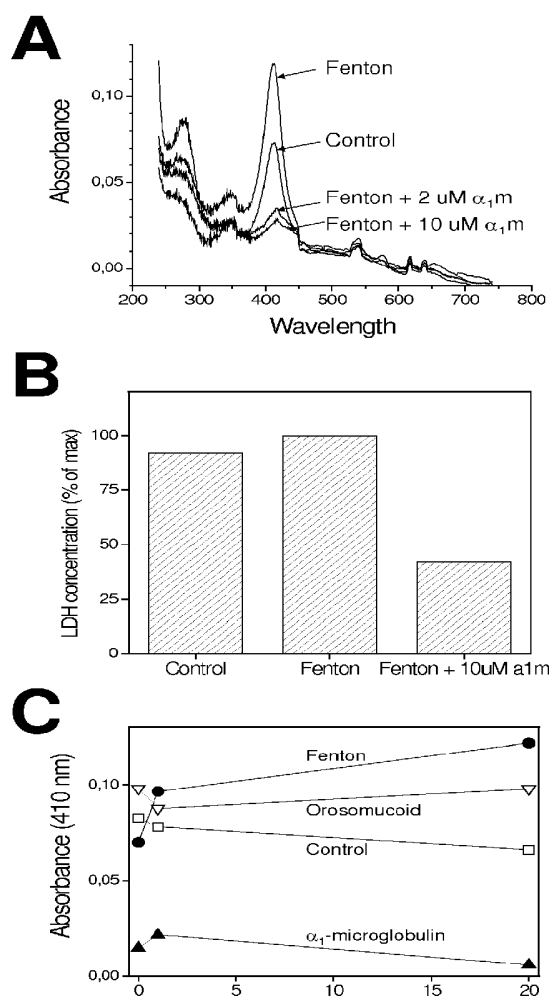 A
Absorbance
0,10
0,05
0,00
Fenton
Control
Fenton + 2 uM α₁m
Fenton + 10 uM α₁m
200 300 400 500 600 700 800
Wavelength
B
LDH concentration (% of max)
100
75
50
25
0
Control Fenton Fenton + 10uM a1m
C
Absorbance (410 nm)
0,10
0,05
0,00
Fenton
Orosomucoid
Control
α₁-microglobulin
0 5 10 15 20